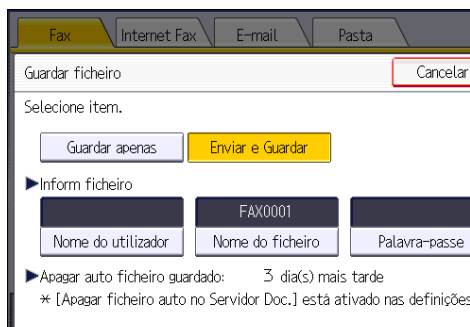 Fax Internet Fax E-mail Pasta
Guardar ficheiro Cancelar
Selecione item.
Guardar apenas Enviar e Guardar
▶Inform ficheiro
FAX0001
Nome do utilizador Nome do ficheiro Palavra-passe
▶Apagar auto ficheiro guardado: 3 dia(s) mais tarde
* [Apagar ficheiro auto no Servidor Doc.] está ativado nas definições